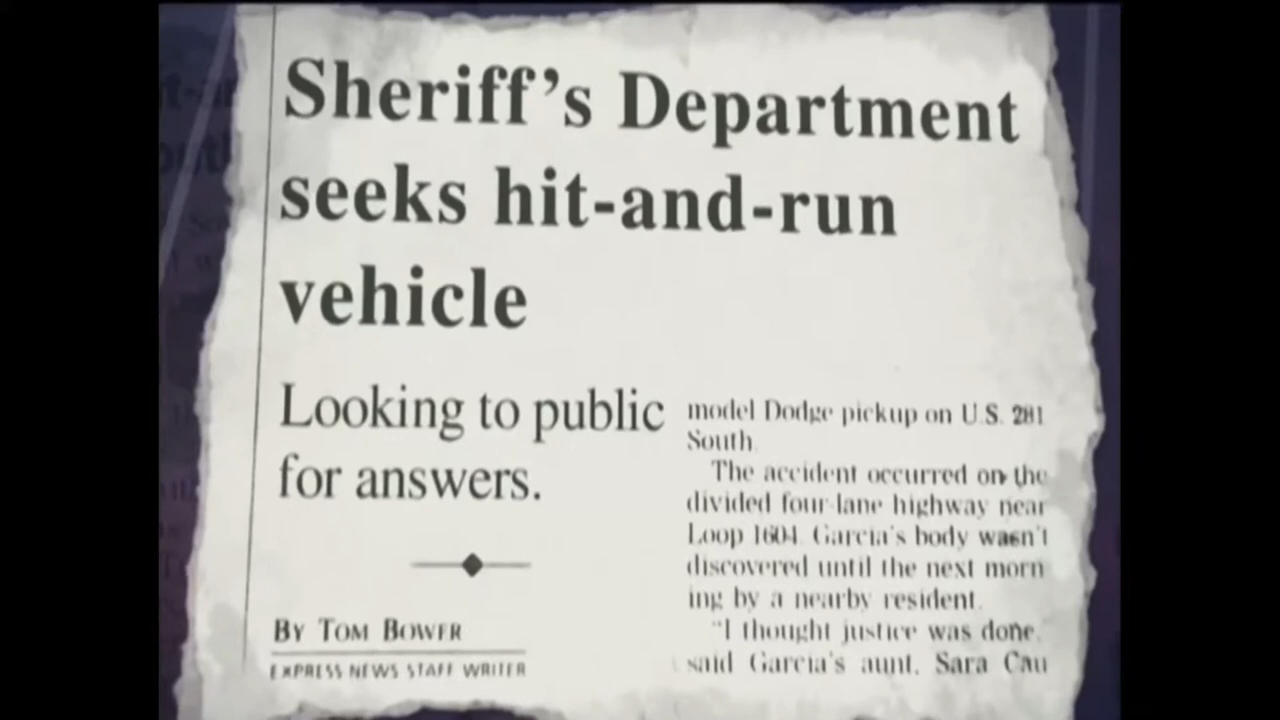 Sheriff's Department
seeks hit-and-run
vehicle
Looking to public
for answers.
BY TOM BOWER
EXPRESS NEWS STAFF WRITER
model Dodge pickup on U.S. 281
South.
The accident occurred on the
divided four-lane highway near
Loop 1604. Garcia's body wasn't
discovered until the next morn
ing by a nearby resident.
"I thought justice was done,
said Garcia's aunt, Sara Cau